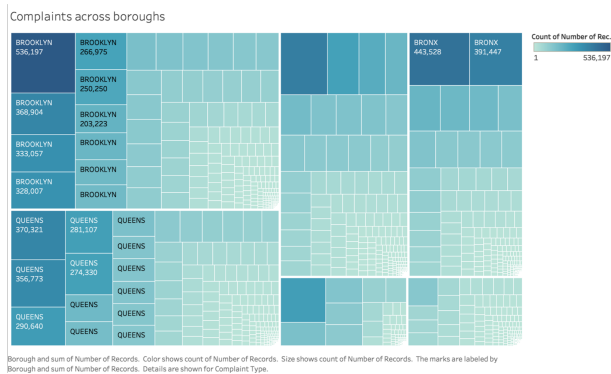 Complaints across boroughs
BROOKLYN
536,197
BROOKLYN
368,904
BROOKLYN
333,057
BROOKLYN
328,007
BROOKLYN
266,975
BROOKLYN
250,250
BROOKLYN
203,223
BROOKLYN
BROOKLYN
BROOKLYN
QUEENS
370,321
QUEENS
356,773
QUEENS
290,640
QUEENS
281,107
QUEENS
274,330
QUEENS
QUEENS
QUEENS
QUEENS
QUEENS
QUEENS
QUEENS
QUEENS
BRONX
443,528
BRONX
391,447
Count of Number of Rec.
1
536,197
Borough and sum of Number of Records. Color shows count of Number of Records. Size shows count of Number of Records. The marks are labeled by
Borough and sum of Number of Records. Details are shown for Complaint Type.